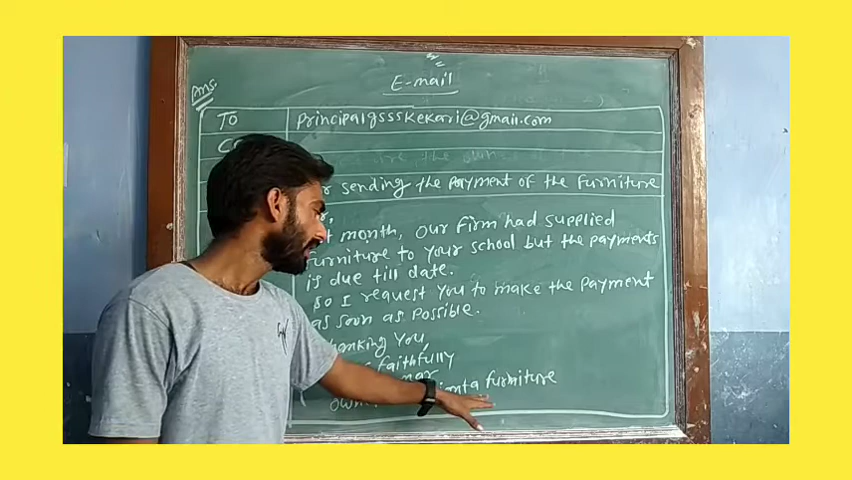 E-mail
Ans.
TO principalgssskekari@gmail.com
sending the payment of the furniture
month, our firm had supplied
furniture to your school but the payments
is due till date.
So I request you to make the payment
as soon as possible.
You,
faithfully
furniture